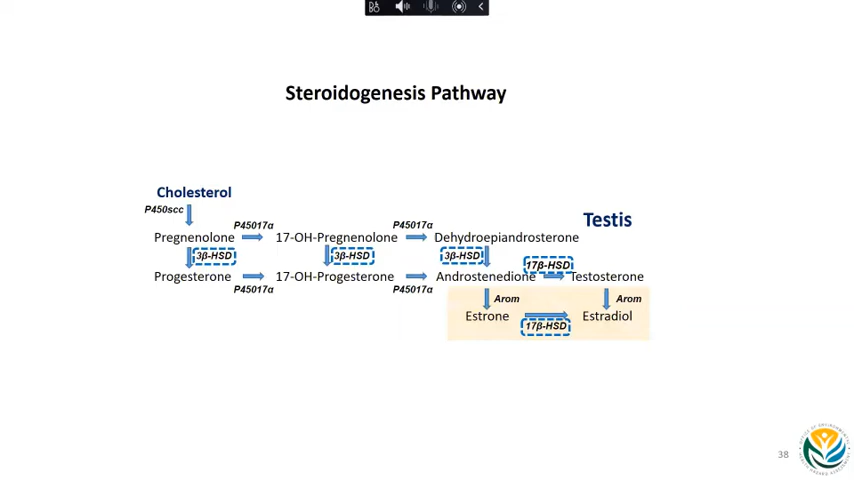 Steroidogenesis Pathway
Cholesterol
P450scc
Testis
P45017α
P45017α
Pregnenolone
17-OH-Pregnenolone
Dehydroepiandrosterone
3β-HSD
3β-HSD
3β-HSD
17β-HSD
Progesterone
17-OH-Progesterone
Androstenedione
Testosterone
P45017α
P45017α
Arom
Arom
Estrone
Estradiol
17β-HSD
38